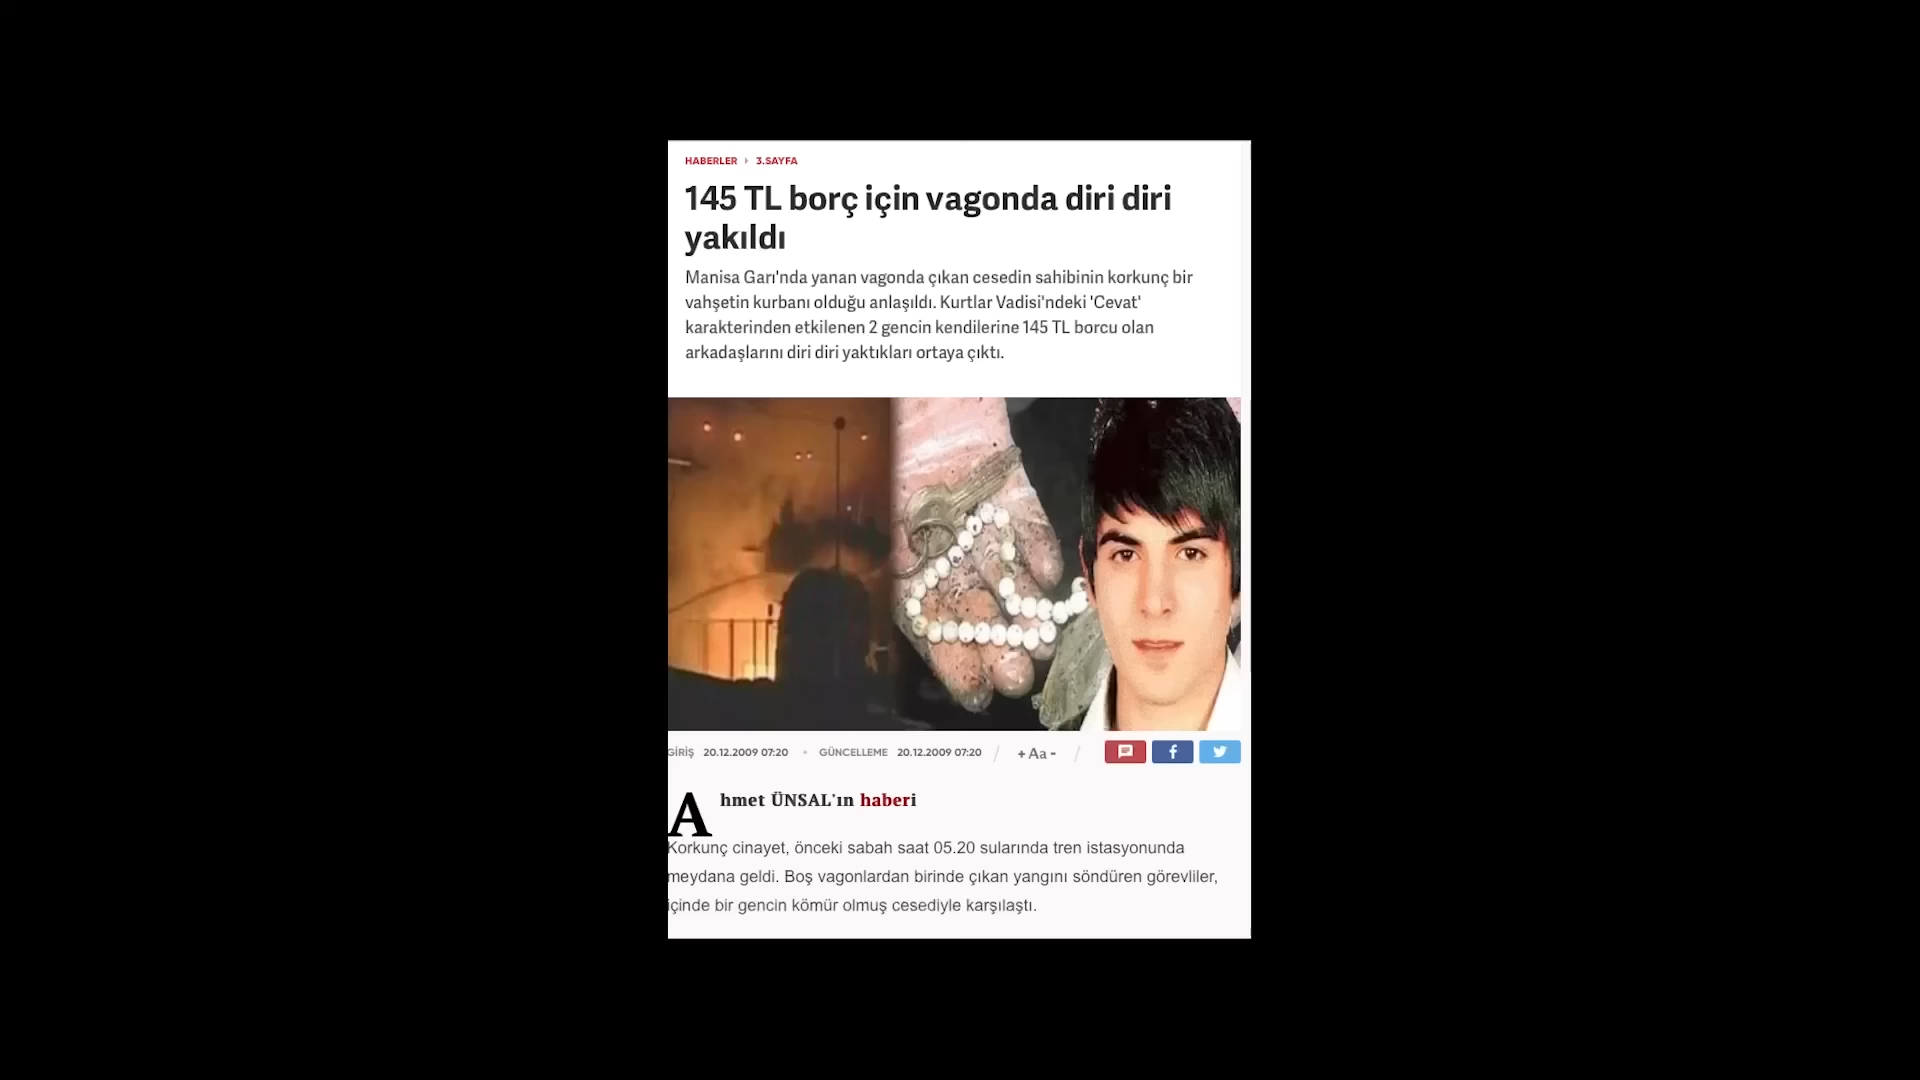 HABERLER 3.SAYFA
145 TL borç için vagonda diri diri
yakıldı
Manisa Garı'nda yanan vagonda çıkan cesedin sahibinin korkunç bir
vahşetin kurbanı olduğu anlaşıldı. Kurtlar Vadisi'ndeki 'Cevat'
karakterinden etkilenen 2 gencin kendilerine 145 TL borcu olan
arkadaşlarını diri diri yaktıkları ortaya çıktı.
GİRİŞ 20.12.2009 07:20 • GÜNCELLEME 20.12.2009 07:20 / + Aa - /
Ahmet ÜNSAL'ın haberi
Korkunç cinayet, önceki sabah saat 05.20 sularında tren istasyonunda
meydana geldi. Boş vagonlardan birinde çıkan yangını söndüren görevliler,
içinde bir gencin kömür olmuş cesediyle karşılaştı.